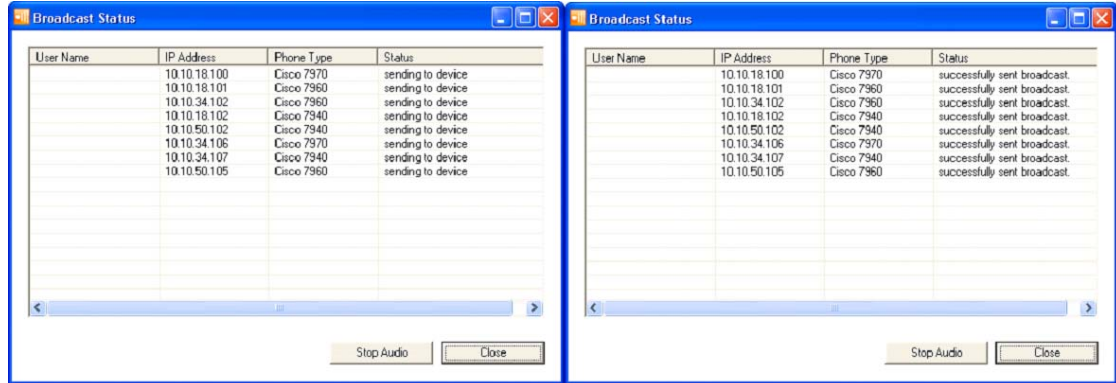 Broadcast Status
User Name IP Address Phone Type Status
10.10.18.100 Cisco 7970 sending to device
10.10.18.101 Cisco 7960 sending to device
10.10.34.102 Cisco 7960 sending to device
10.10.18.102 Cisco 7940 sending to device
10.10.50.102 Cisco 7940 sending to device
10.10.34.106 Cisco 7970 sending to device
10.10.34.107 Cisco 7940 sending to device
10.10.50.105 Cisco 7960 sending to device
Stop Audio Close
Broadcast Status
User Name IP Address Phone Type Status
10.10.18.100 Cisco 7970 successfully sent broadcast.
10.10.18.101 Cisco 7960 successfully sent broadcast.
10.10.34.102 Cisco 7960 successfully sent broadcast.
10.10.18.102 Cisco 7940 successfully sent broadcast.
10.10.50.102 Cisco 7940 successfully sent broadcast.
10.10.34.106 Cisco 7970 successfully sent broadcast.
10.10.34.107 Cisco 7940 successfully sent broadcast.
10.10.50.105 Cisco 7960 successfully sent broadcast.
Stop Audio Close